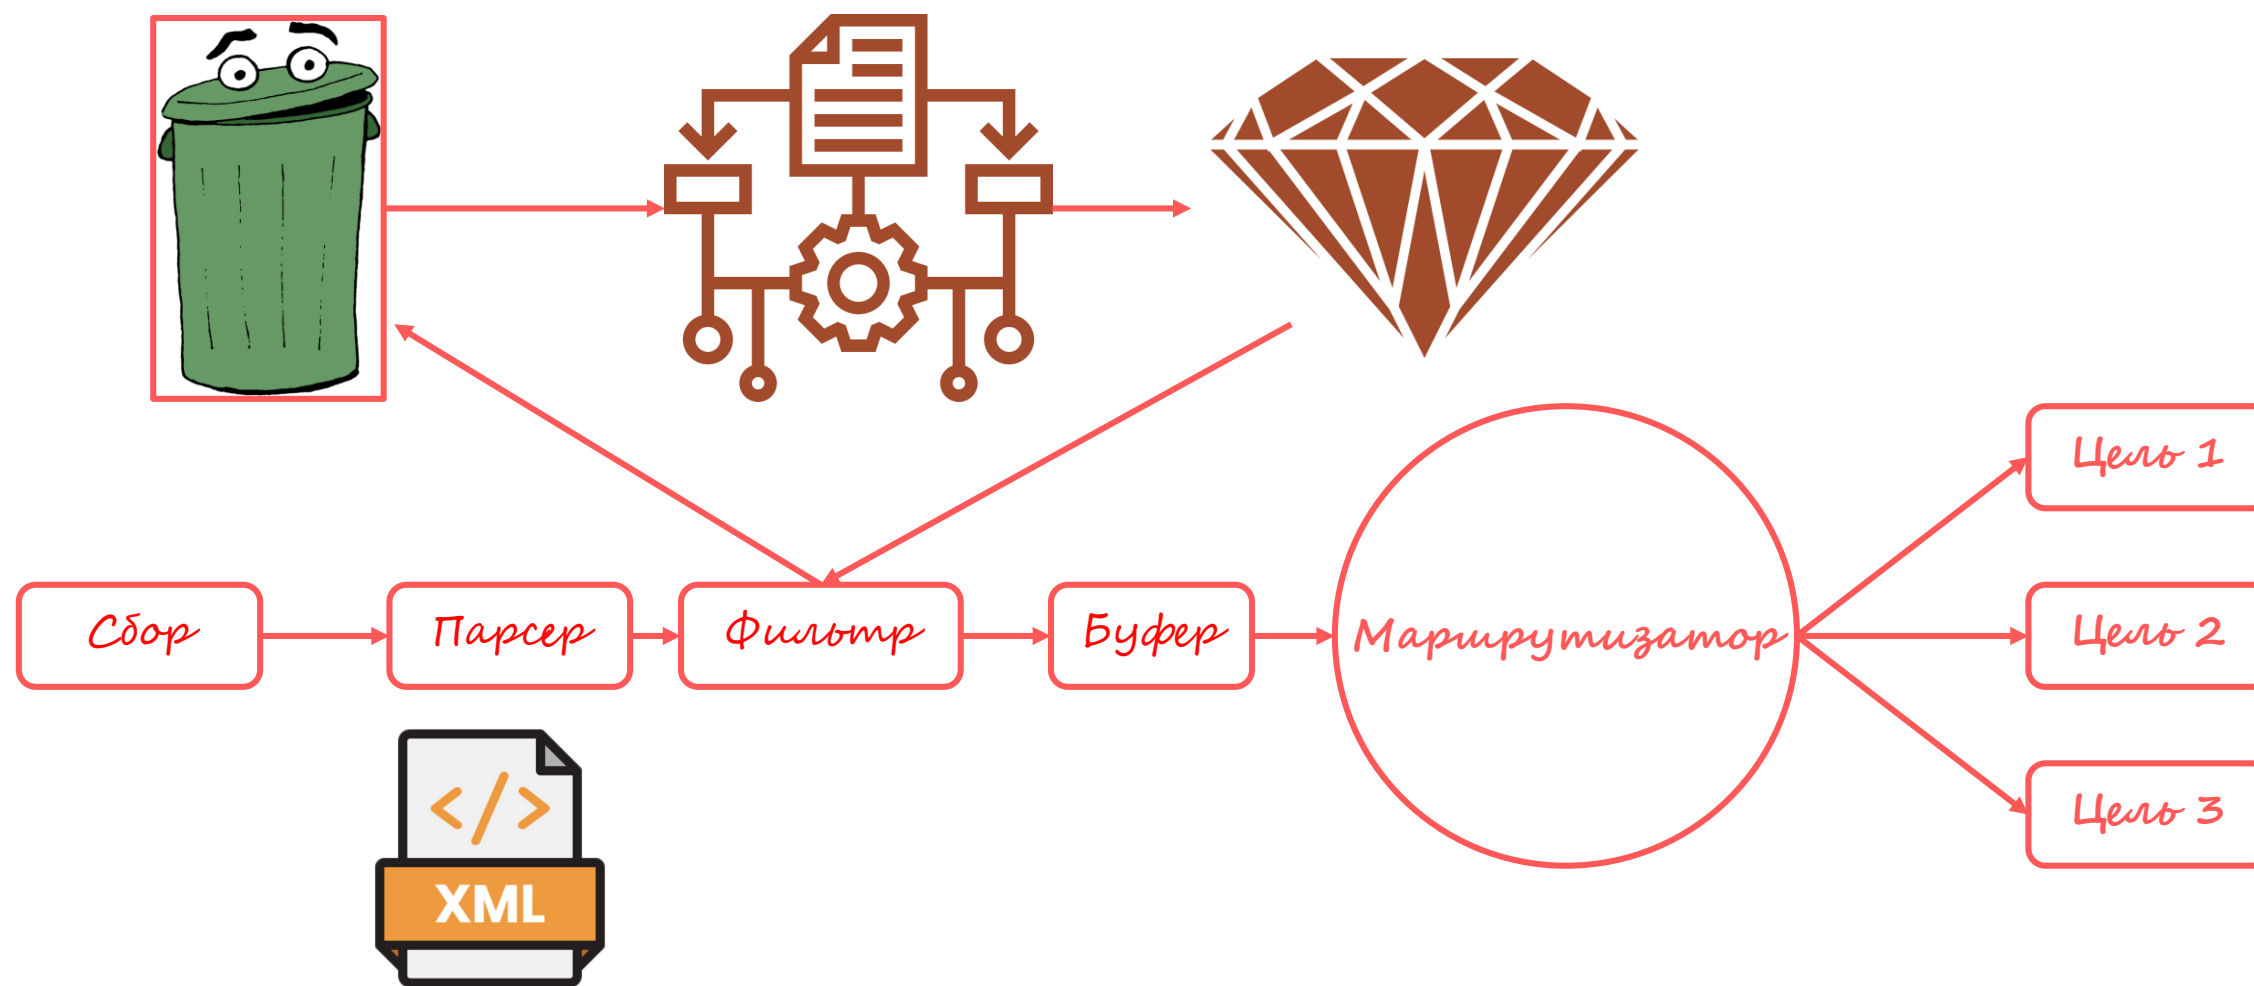 Цель 1
Сбор
Парсер
Фильтр
Буфер
Маршрутизатор
Цель 2
Цель 3
XML